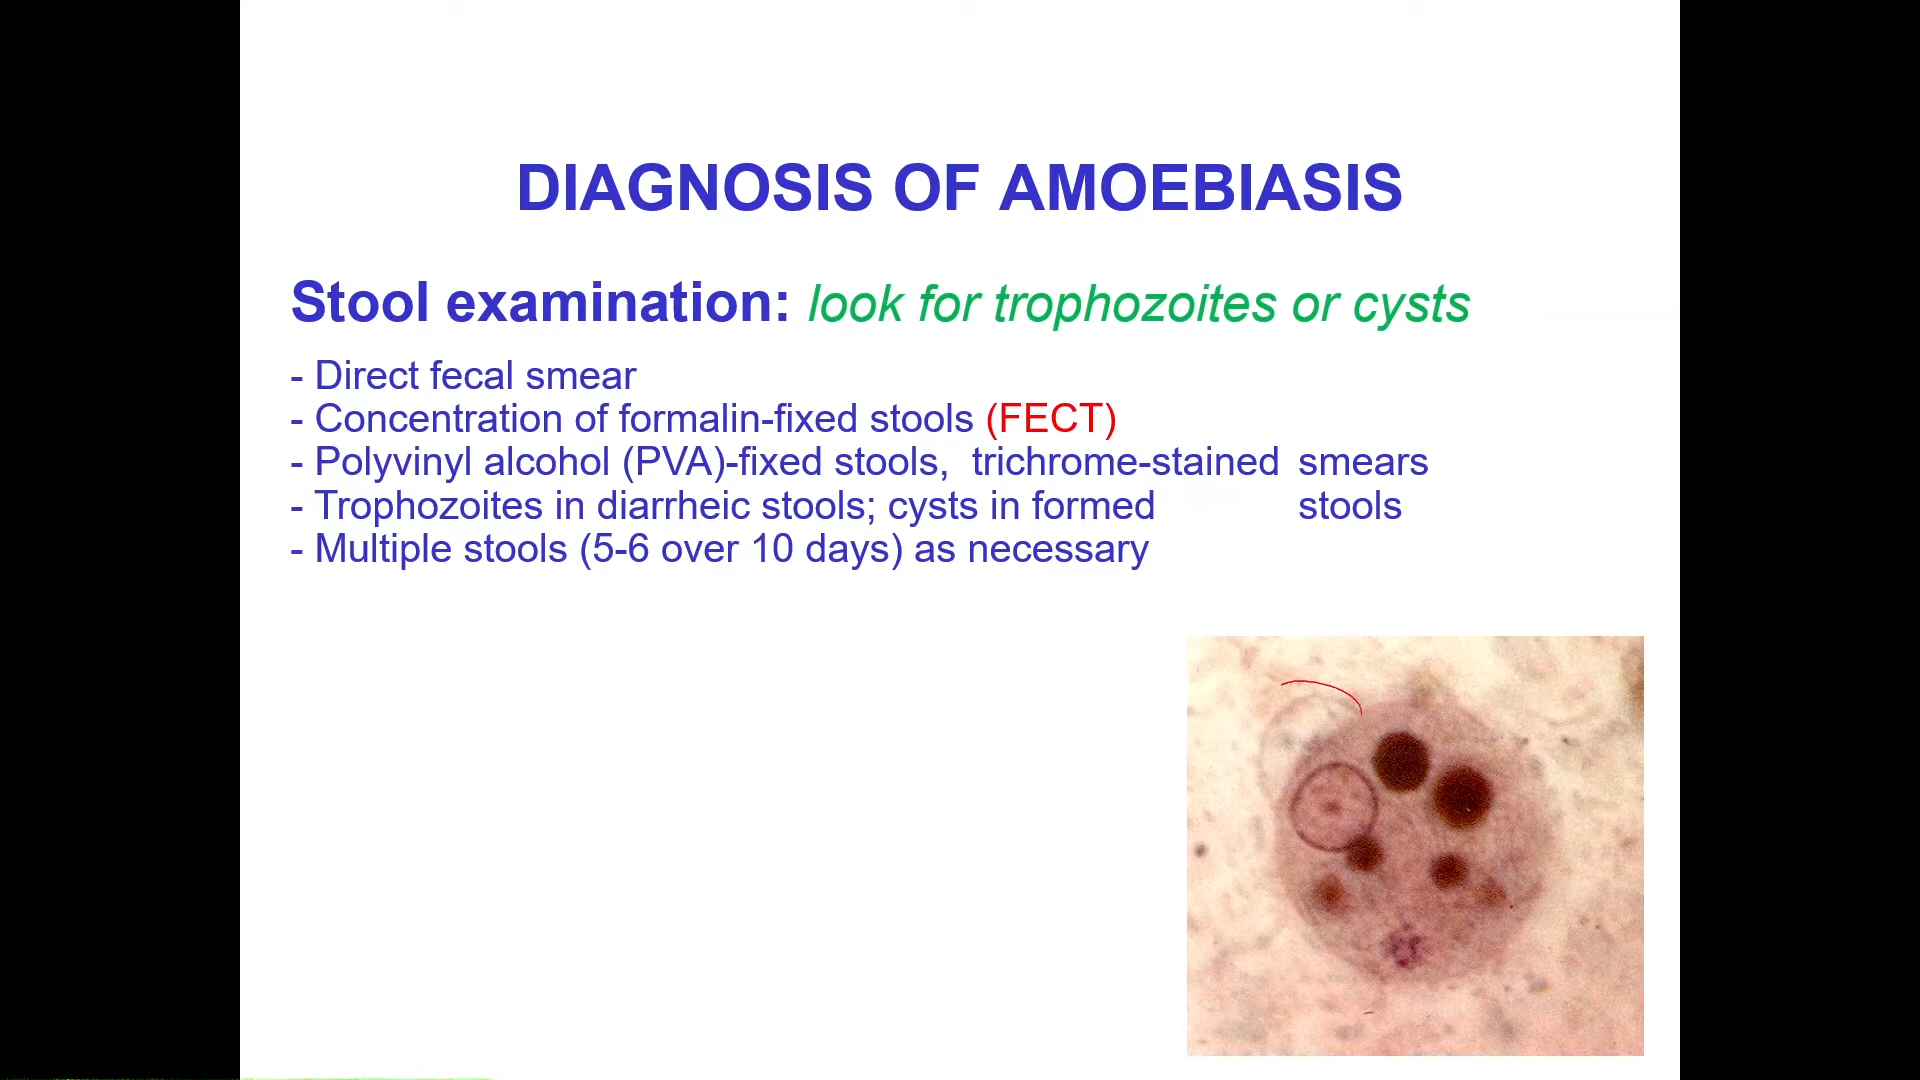 DIAGNOSIS OF AMOEBIASIS
Stool examination: look for trophozoites or cysts
- Direct fecal smear
- Concentration of formalin-fixed stools (FECT)
- Polyvinyl alcohol (PVA)-fixed stools, trichrome-stained smears
- Trophozoites in diarrheic stools; cysts in formed stools
- Multiple stools (5-6 over 10 days) as necessary